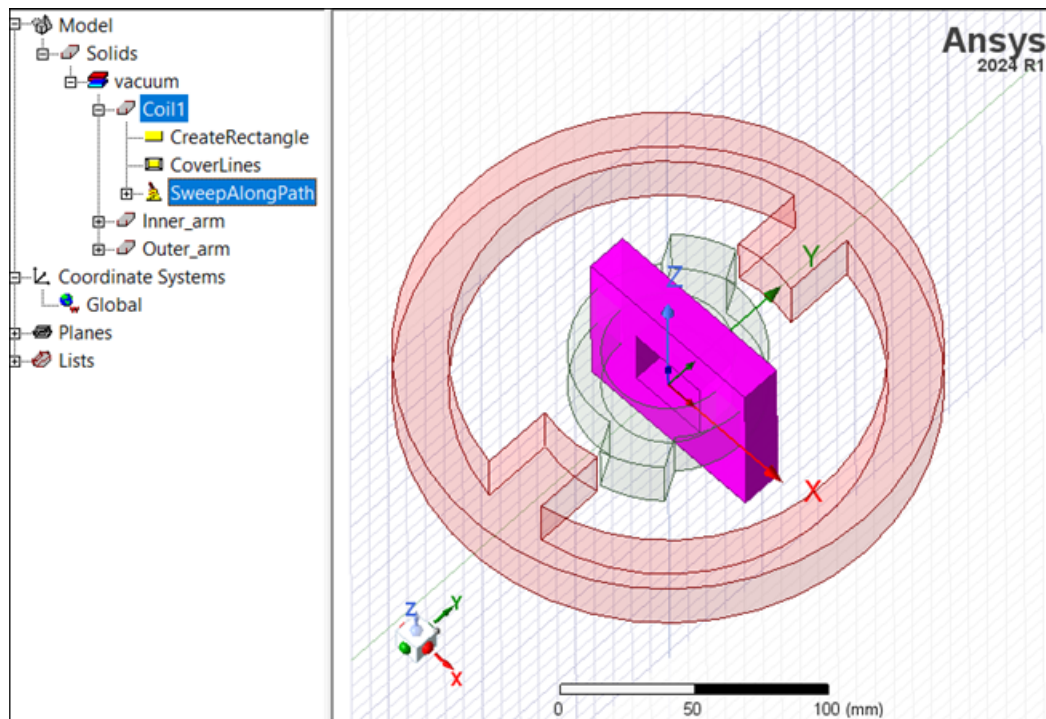 Model
Solids
vacuum
Coil1
CreateRectangle
CoverLines
SweepAlongPath
Inner_arm
Outer_arm
Coordinate Systems
Global
Planes
Lists
Ansys
2024 R1
Z
Y
X
Z
Y
X
0 50 100 (mm)